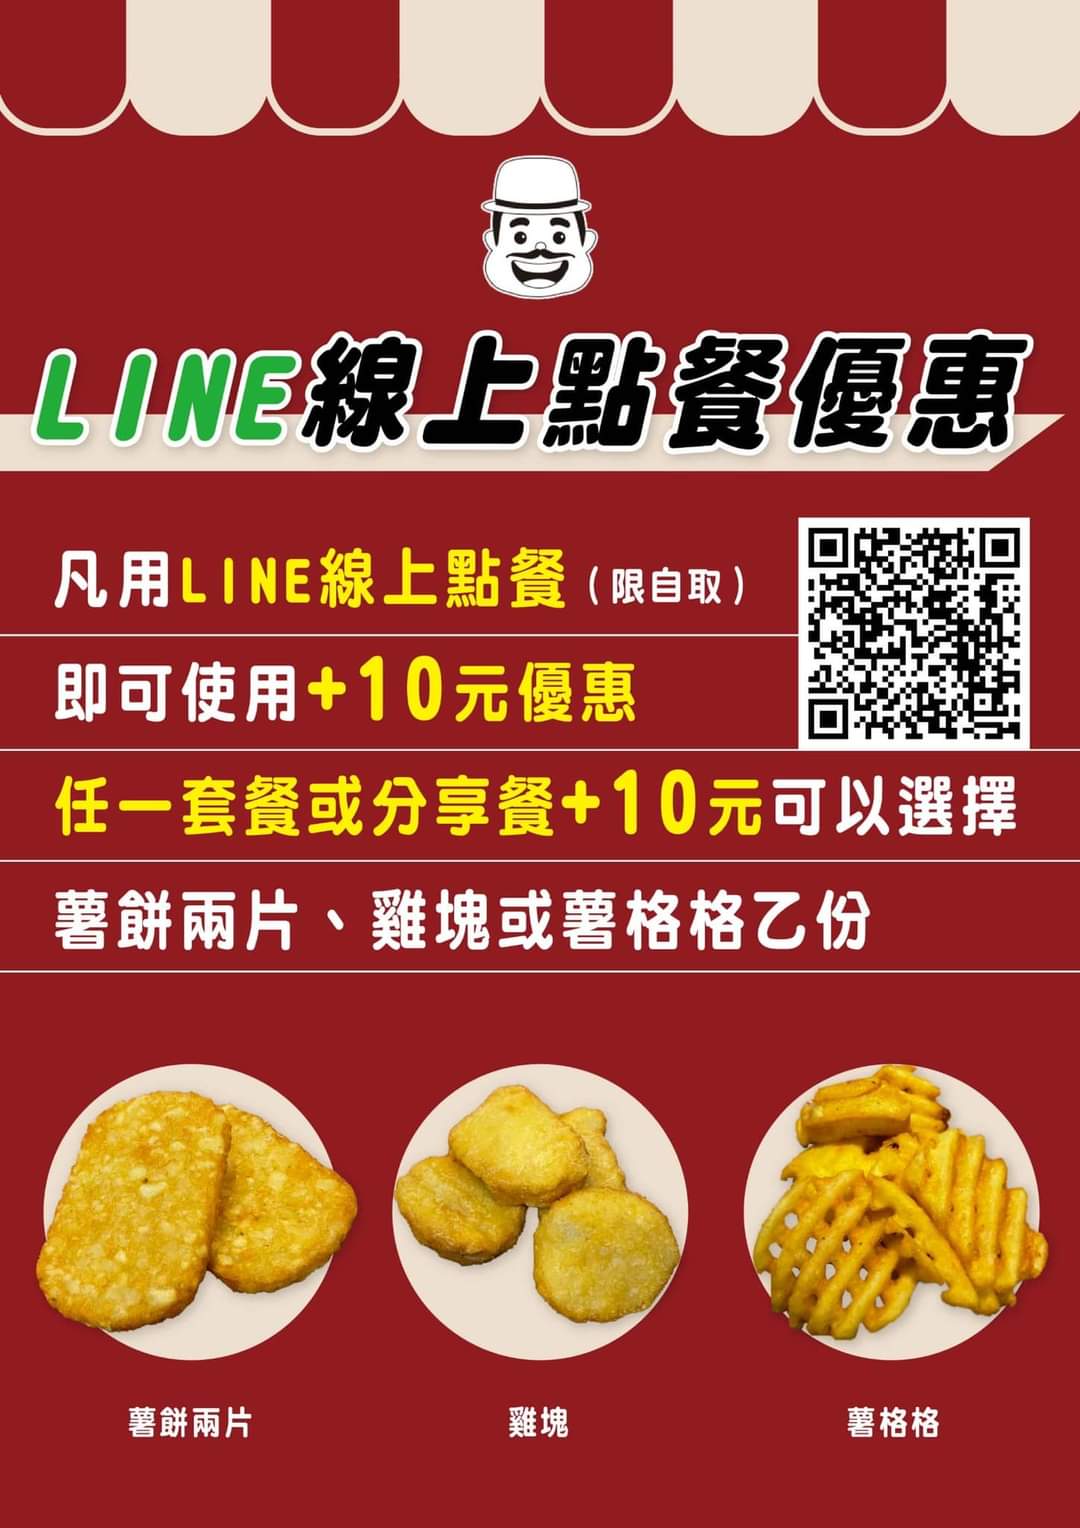 LINE線上點餐優惠
凡用LINE線上點餐（限自取）
即可使用+10元優惠
任一套餐或分享餐+10元可以選擇
薯餅兩片、雞塊或薯格格乙份
薯餅兩片
雞塊
薯格格